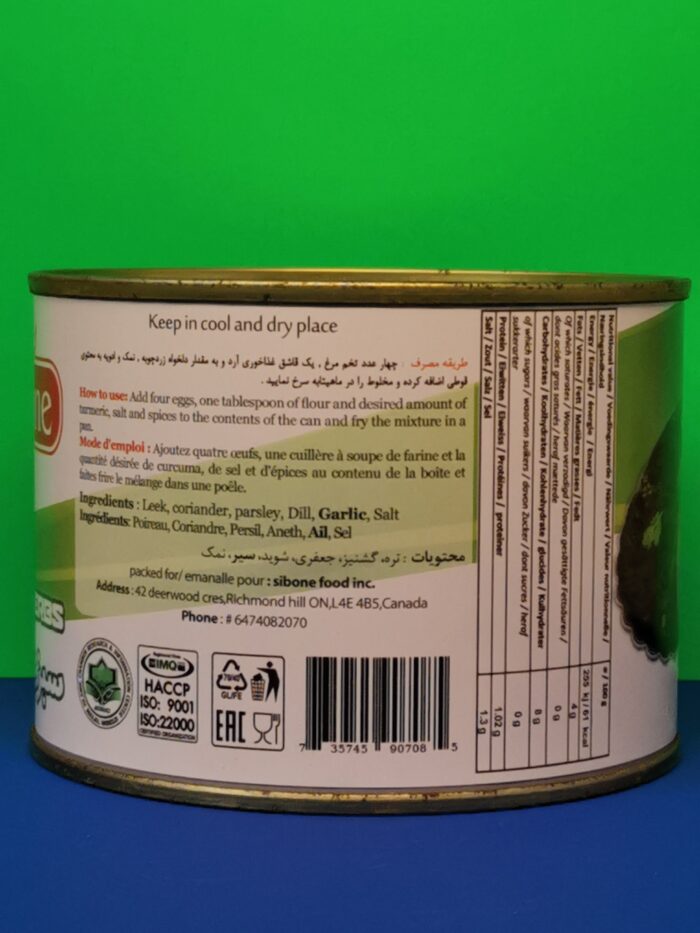 Keep in cool and dry place
طریقه مصرف : چهار عدد تخم مرغ ، یک قاشق غذاخوری آرد و به مقدار دلخواه زردچوبه ، نمک و ادویه به محتوی
قوطی اضافه کرده و مخلوط را در ماهیتابه سرخ نمایید .
How to use: Add four eggs, one tablespoon of flour and desired amount of
turmeric, salt and spices to the contents of the can and fry the mixture in a
pan.
Mode d'emploi : Ajoutez quatre œufs, une cuillère à soupe de farine et la
quantité désirée de curcuma, de sel et d'épices au contenu de la boite et
faites frire le mélange dans une poêle.
Ingredients : Leek, coriander, parsley, Dill, Garlic, Salt
Ingrédients: Poireau, Coriandre, Persil, Aneth, Ail, Sel
محتویات : تره، گشنیز، جعفری، شوید، سیر، نمک
packed for/ emanalle pour : sibone food inc.
Address : 42 deerwood cres,Richmond hill ON,L4E 4B5,Canada
Phone : # 6474082070
IMQ
HACCP
ISO: 9001
ISO:22000
CERTIFIED ORGANIZATION
GL/FE
EAC
7 35745 90708 5
Nutritional value / Voedingswaarde / Nährwert / Valeur nutritionnelle /
Næringsinnhold
Energy / Energie / énergie / Energi 255 kj / 61 kcal
Fats / Vetten / Fett / Matières grasses / Fedt 4 g
Of which saturates / Waarvan verzadigd / Davon gesättigte Fettsäuren /
dont acides gras saturés / heraf mættede 0 g
Carbohydrates / Koolhydraten / Kohlenhydrate / glucides / Kulhydrater 8 g
of which sugars / waarvan suikers / davon Zucker / dont sucres / heraf
sukkerarter 0 g
Protein / Eiwitten / Eiweiss / Protéines / proteiner 1.02 g
Salt / Zout / Salz / Sel 1.3 g